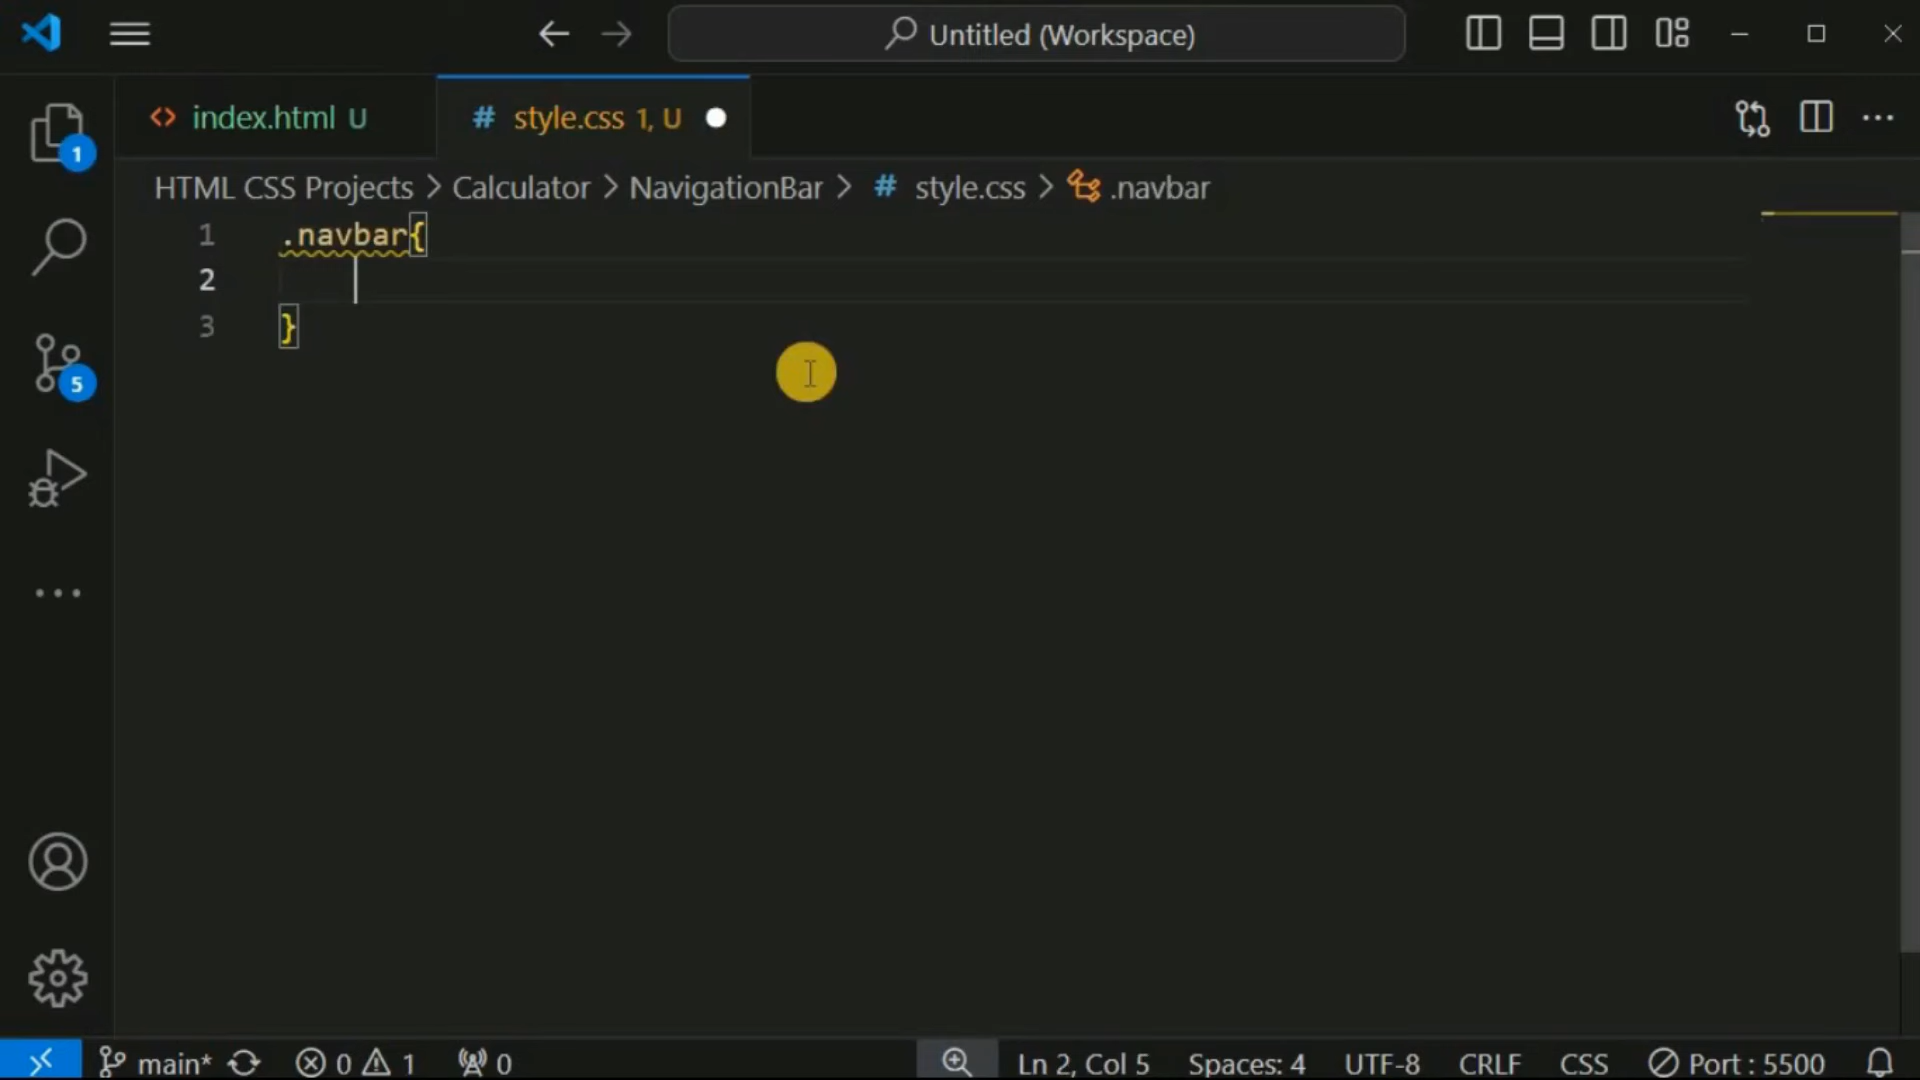 Untitled (Workspace)
index.html U
style.css 1, U
HTML CSS Projects > Calculator > NavigationBar > # style.css > .navbar
1 .navbar{
2
3 }
1
5
main* 0 1 0 Ln 2, Col 5 Spaces: 4 UTF-8 CRLF CSS Port : 5500